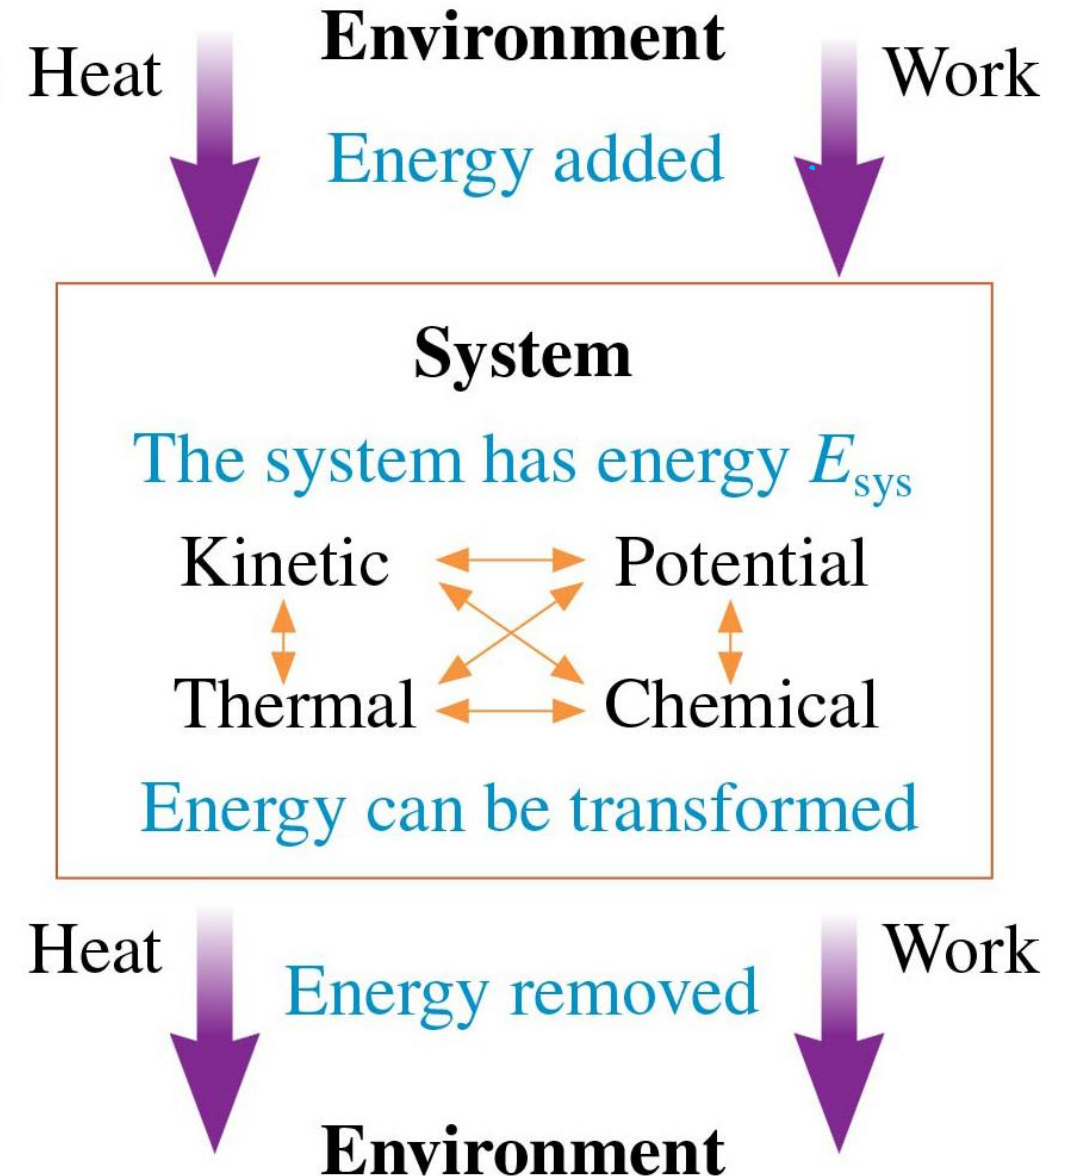 Environment
Heat
Work
Energy added
System
The system has energy Esys
Kinetic
Potential
Thermal
Chemical
Energy can be transformed
Heat
Work
Energy removed
Environment